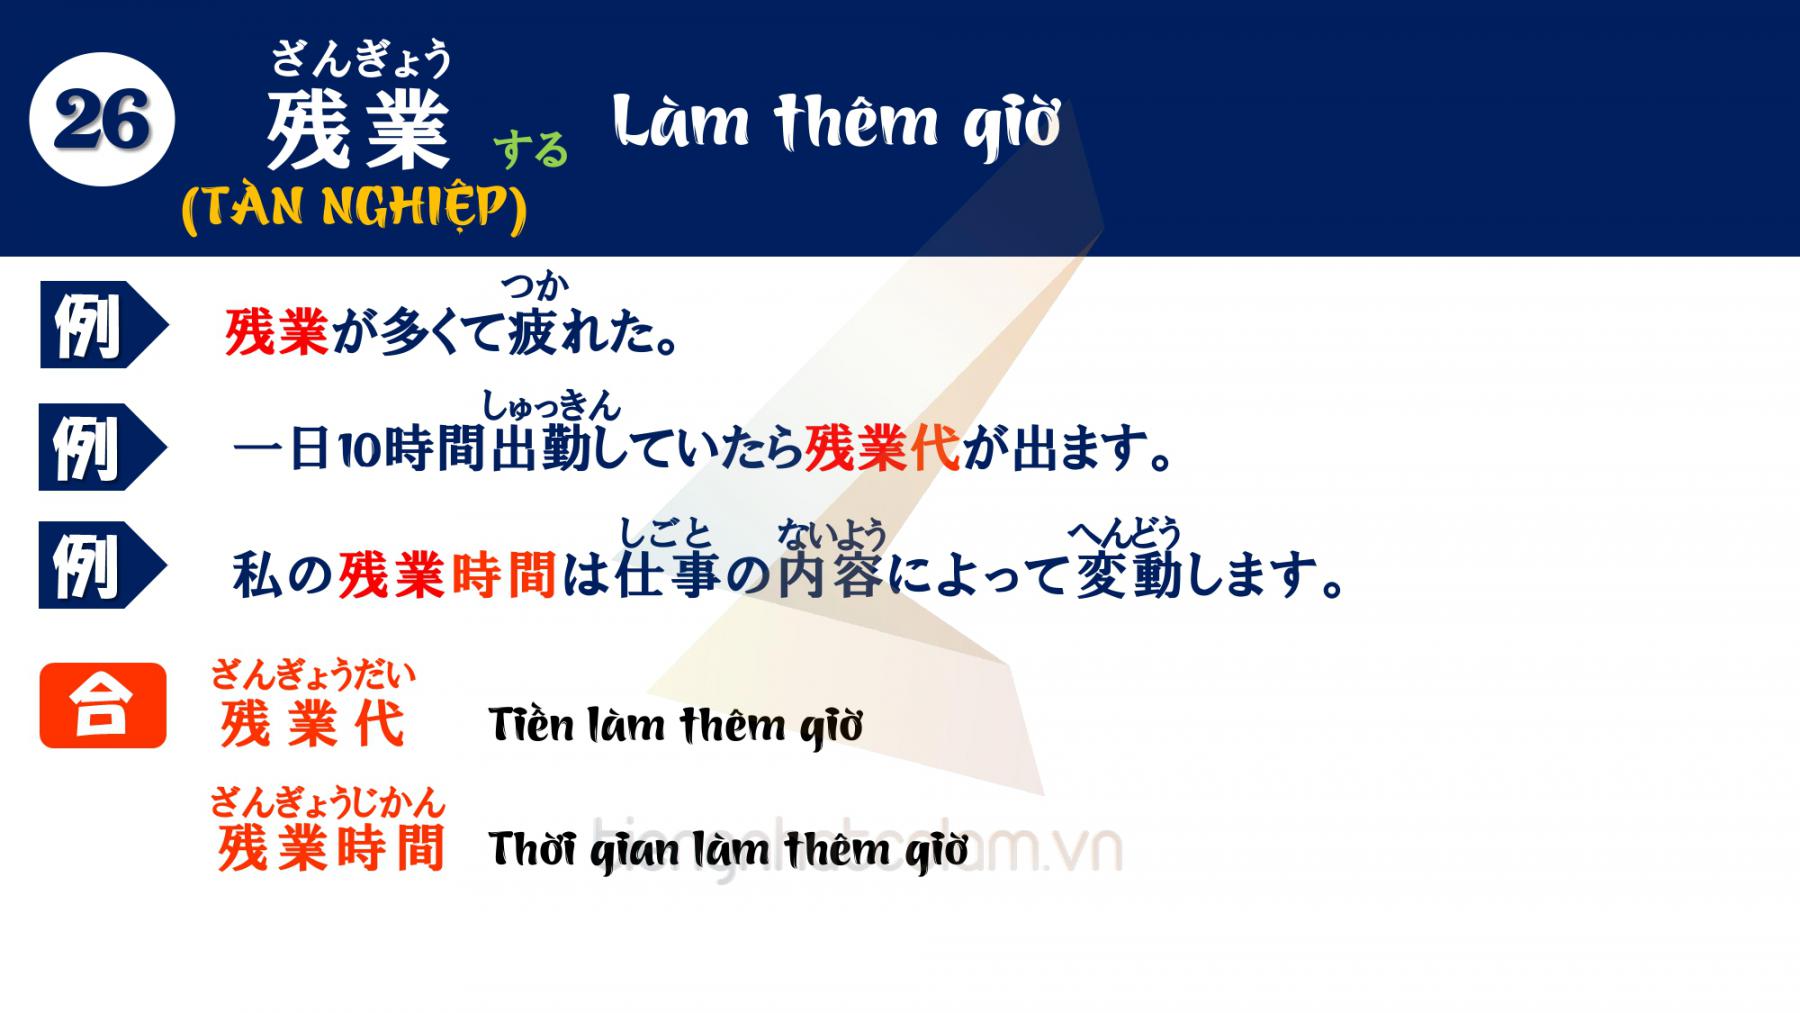 26
ざんぎょう
残業 する Làm thêm giờ
(TÀN NGHIỆP)
つか
例 残業が多くて疲れた。
しゅっきん
例 一日10時間出勤していたら残業代が出ます。
しごと ないよう へんどう
例 私の残業時間は仕事の内容によって変動します。
ざんぎょうだい
合 残業代 Tiền làm thêm giờ
ざんぎょうじかん
残業時間 Thời gian làm thêm giờ
tiengnhatcolam.vn